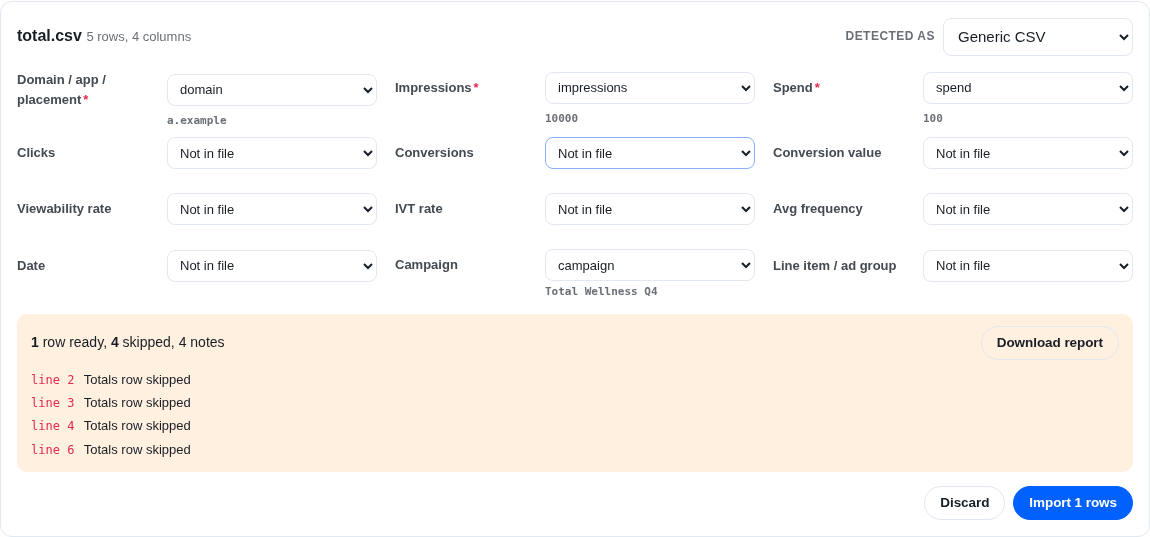 total.csv 5 rows, 4 columns
DETECTED AS Generic CSV
Domain / app / placement* domain
a.example
Impressions* impressions
10000
Spend* spend
100
Clicks Not in file
Conversions Not in file
Conversion value Not in file
Viewability rate Not in file
IVT rate Not in file
Avg frequency Not in file
Date Not in file
Campaign campaign
Total Wellness Q4
Line item / ad group Not in file
1 row ready, 4 skipped, 4 notes
Download report
line 2 Totals row skipped
line 3 Totals row skipped
line 4 Totals row skipped
line 6 Totals row skipped
Discard
Import 1 rows